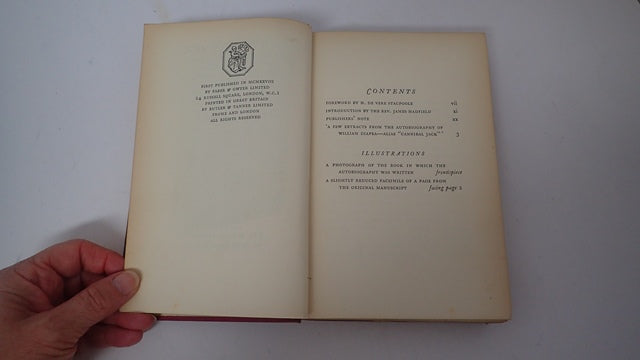 FIRST PUBLISHED IN MCMXXVIII
BY FABER & GWYER LIMITED
24 RUSSELL SQUARE, LONDON, W.C.1
PRINTED IN GREAT BRITAIN
BY BUTLER & TANNER LIMITED
FROME AND LONDON
ALL RIGHTS RESERVED
CONTENTS
FOREWORD BY H. DE VERE STACPOOLE vii
INTRODUCTION BY THE REV. JAMES HADFIELD xi
PUBLISHERS' NOTE xx
'A FEW EXTRACTS FROM THE AUTOBIOGRAPHY OF
WILLIAM DIAPEA—ALIAS "CANNIBAL JACK"' 3
ILLUSTRATIONS
A PHOTOGRAPH OF THE BOOK IN WHICH THE
AUTOBIOGRAPHY WAS WRITTEN frontispiece
A SLIGHTLY REDUCED FACSIMILE OF A PAGE FROM
THE ORIGINAL MANUSCRIPT facing page 2